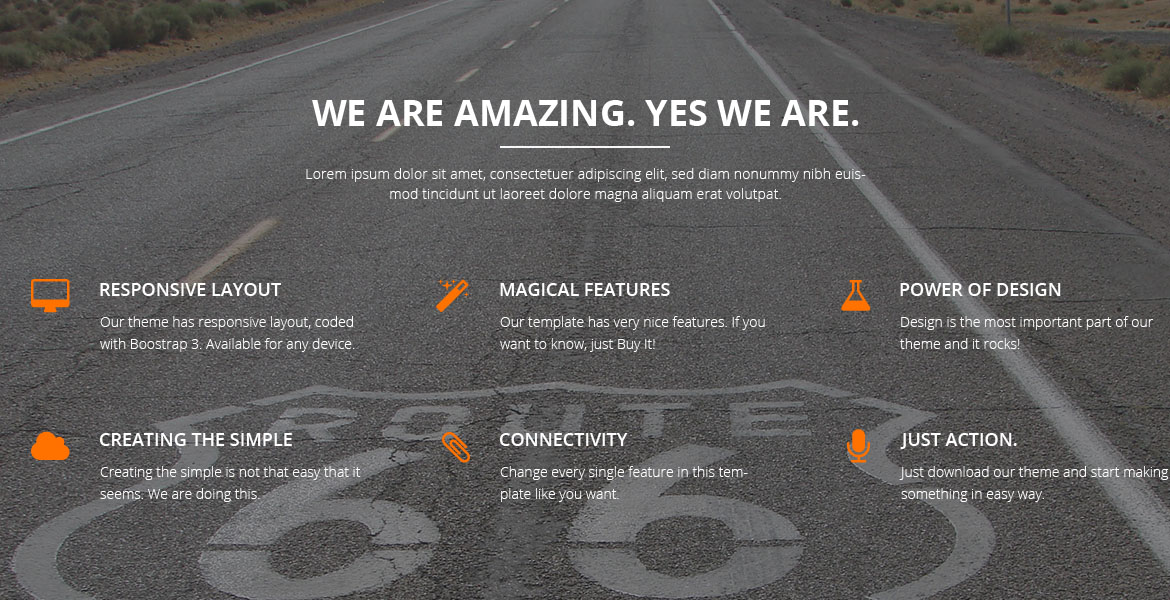 WE ARE AMAZING. YES WE ARE.
Lorem ipsum dolor sit amet, consectetuer adipiscing elit, sed diam nonummy nibh euis-
mod tincidunt ut laoreet dolore magna aliquam erat volutpat.
RESPONSIVE LAYOUT
Our theme has responsive layout, coded
with Boostrap 3. Available for any device.
MAGICAL FEATURES
Our template has very nice features. If you
want to know, just Buy It!
POWER OF DESIGN
Design is the most important part of our
theme and it rocks!
CREATING THE SIMPLE
Creating the simple is not that easy that it
seems. We are doing this.
CONNECTIVITY
Change every single feature in this tem-
plate like you want.
JUST ACTION.
Just download our theme and start making
something in easy way.
ROUTE
66